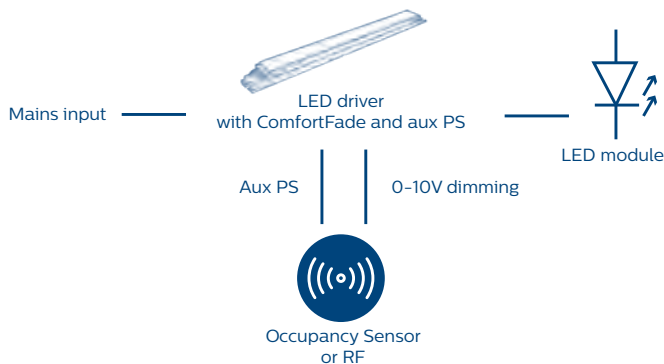 Mains input
LED driver
with ComfortFade and aux PS
LED module
Aux PS
0-10V dimming
Occupancy Sensor
or RF